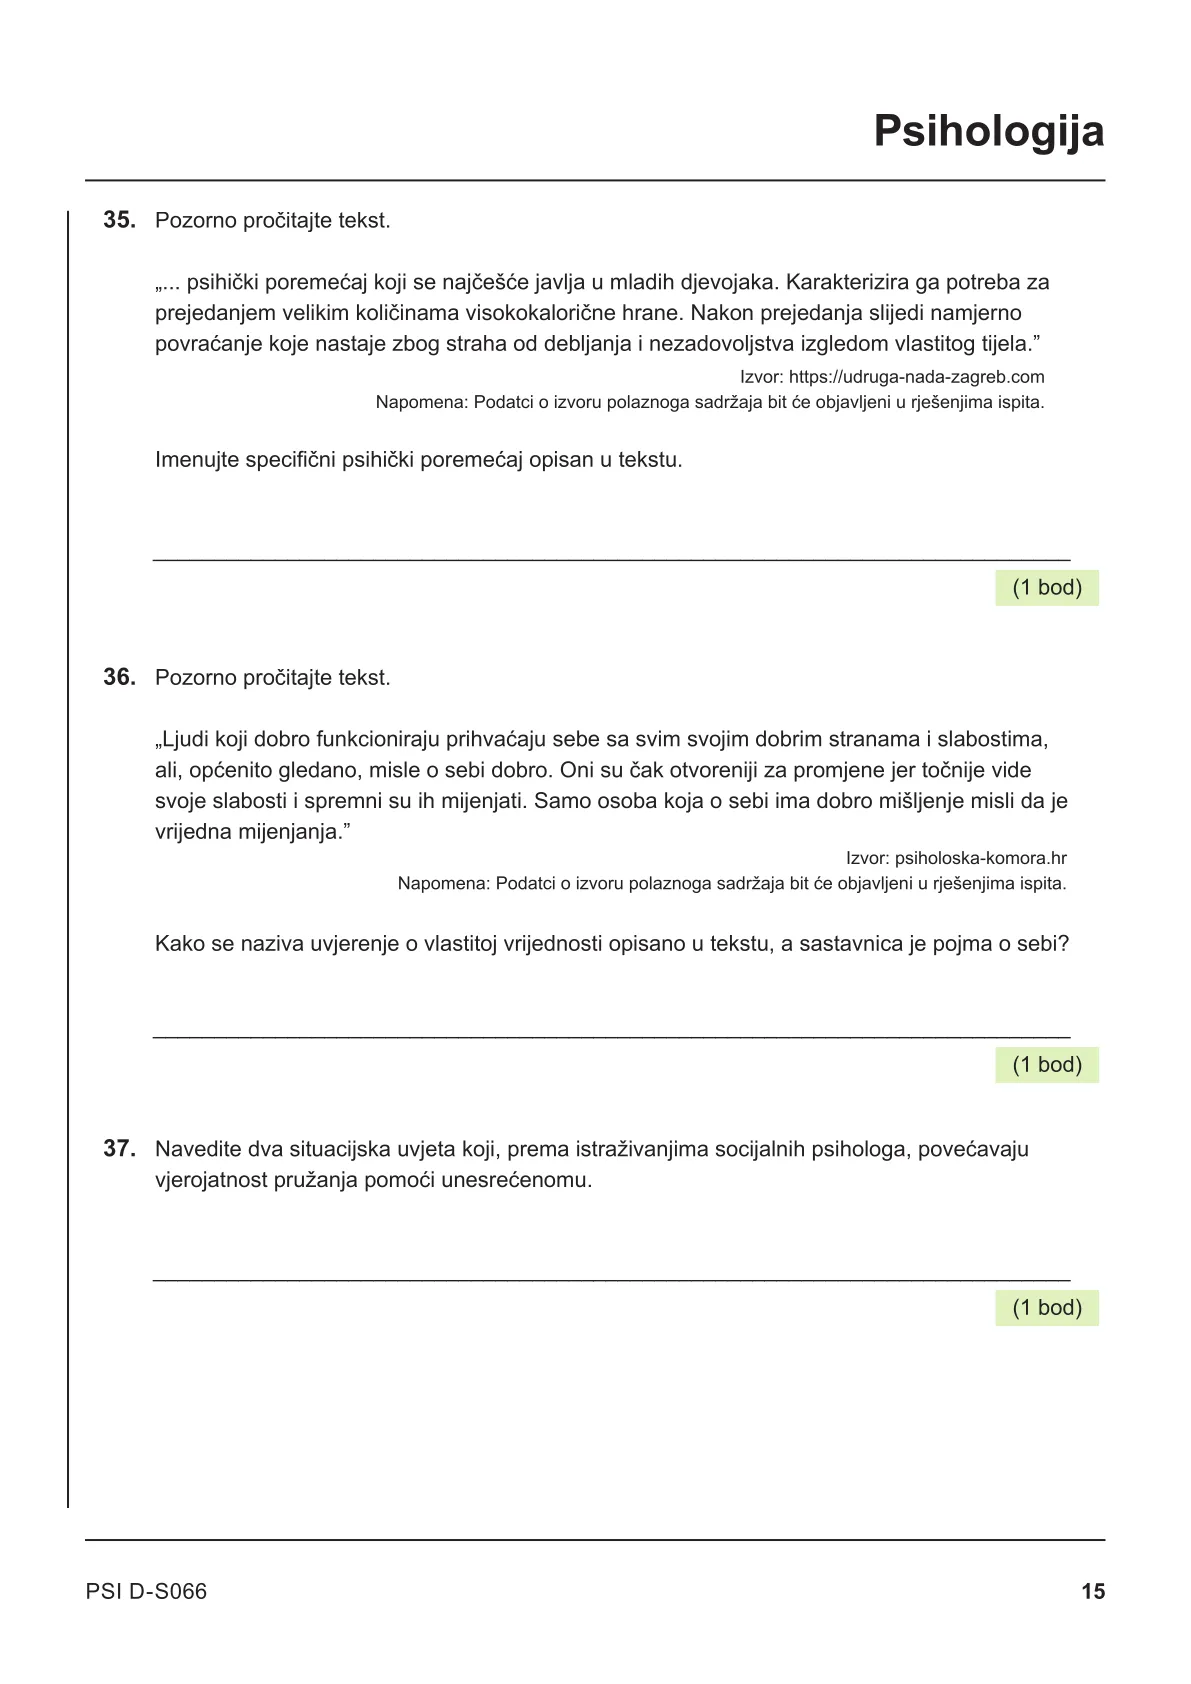 Psihologija
35. Pozorno pročitajte tekst.
„... psihički poremećaj koji se najčešće javlja u mladih djevojaka. Karakterizira ga potreba za
prejedanjem velikim količinama visokokalorične hrane. Nakon prejedanja slijedi namjerno
povraćanje koje nastaje zbog straha od debljanja i nezadovoljstva izgledom vlastitog tijela.”
Izvor: https://udruga-nada-zagreb.com
Napomena: Podatci o izvoru polaznoga sadržaja bit će objavljeni u rješenjima ispita.
Imenujte specifični psihički poremećaj opisan u tekstu.
(1 bod)
36. Pozorno pročitajte tekst.
„Ljudi koji dobro funkcioniraju prihvaćaju sebe sa svim svojim dobrim stranama i slabostima,
ali, općenito gledano, misle o sebi dobro. Oni su čak otvoreniji za promjene jer točnije vide
svoje slabosti i spremni su ih mijenjati. Samo osoba koja o sebi ima dobro mišljenje misli da je
vrijedna mijenjanja.”
Izvor: psiholoska-komora.hr
Napomena: Podatci o izvoru polaznoga sadržaja bit će objavljeni u rješenjima ispita.
Kako se naziva uvjerenje o vlastitoj vrijednosti opisano u tekstu, a sastavnica je pojma o sebi?
(1 bod)
37. Navedite dva situacijska uvjeta koji, prema istraživanjima socijalnih psihologa, povećavaju
vjerojatnost pružanja pomoći unesrećenomu.
(1 bod)
PSI D-S066
15